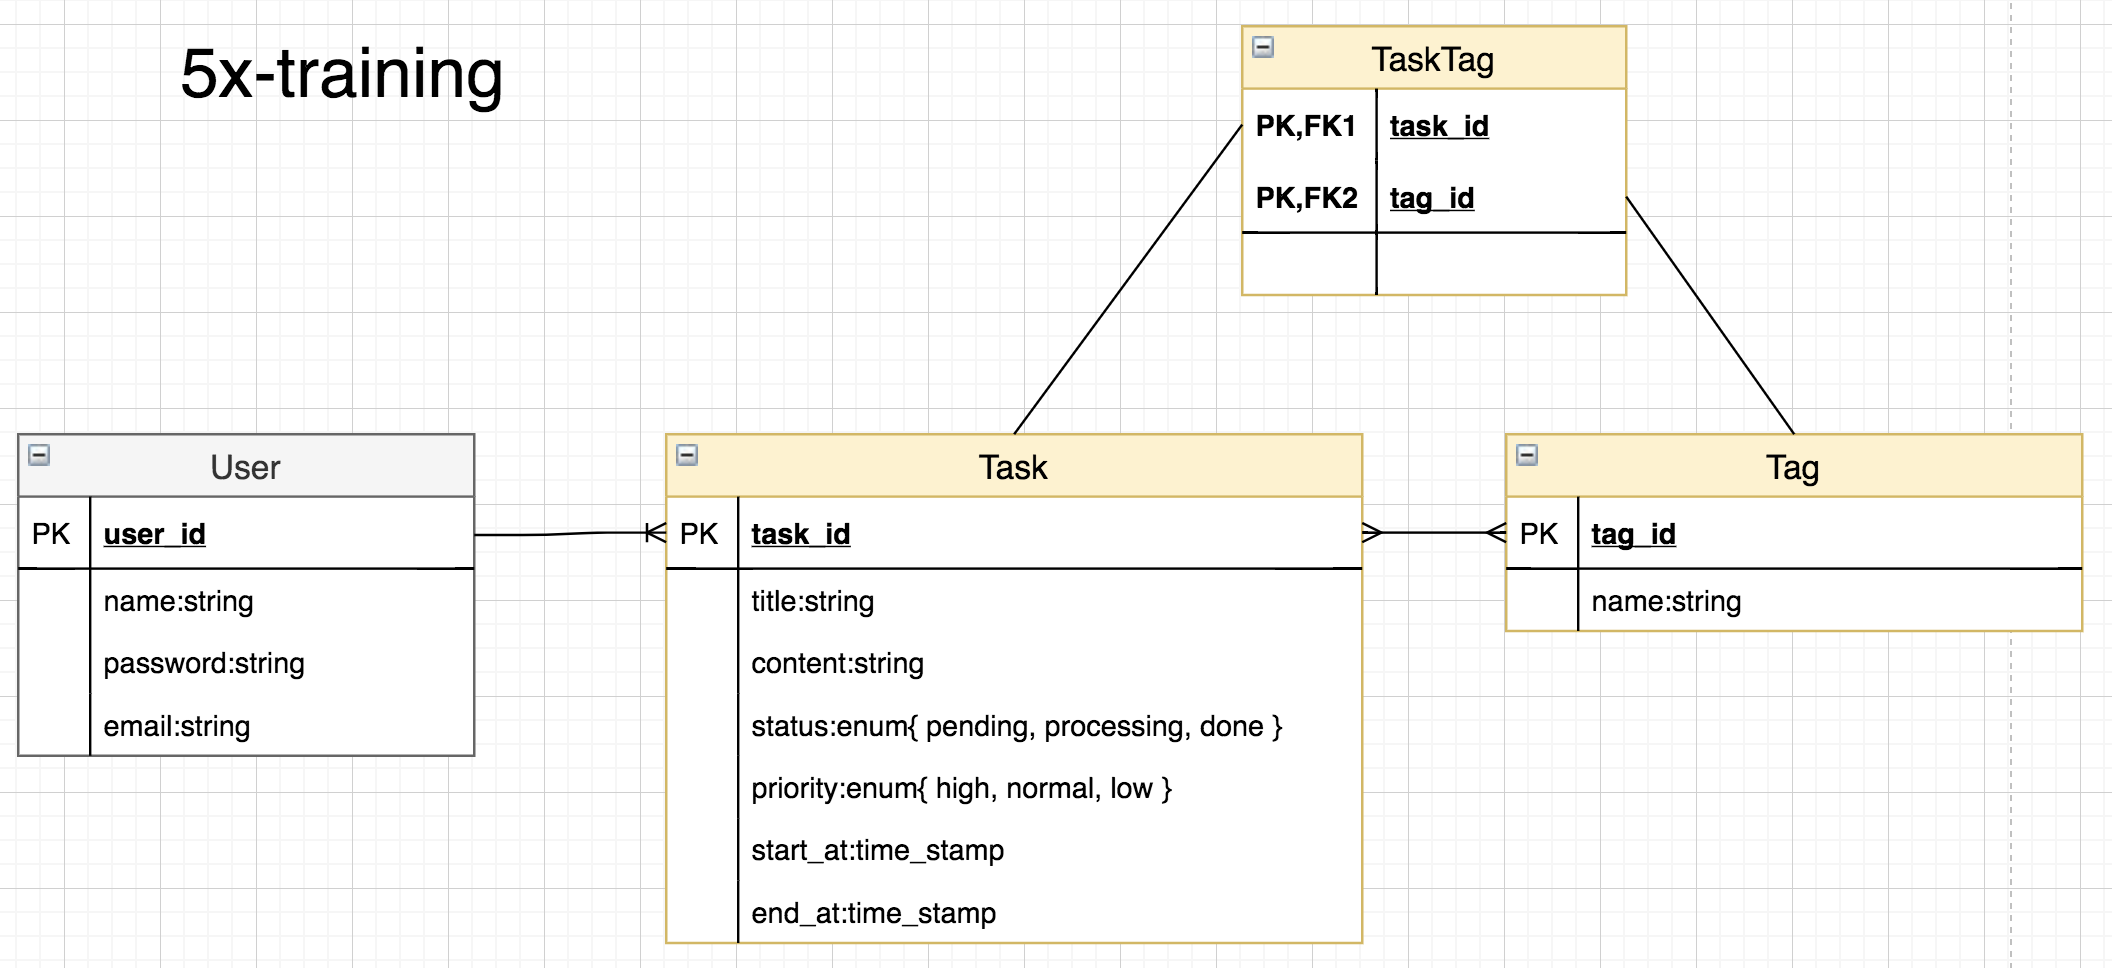 5x-training
TaskTag
PK,FK1 task_id
PK,FK2 tag_id
User
PK user_id
name:string
password:string
email:string
Task
PK task_id
title:string
content:string
status:enum{ pending, processing, done }
priority:enum{ high, normal, low }
start_at:time_stamp
end_at:time_stamp
Tag
PK tag_id
name:string